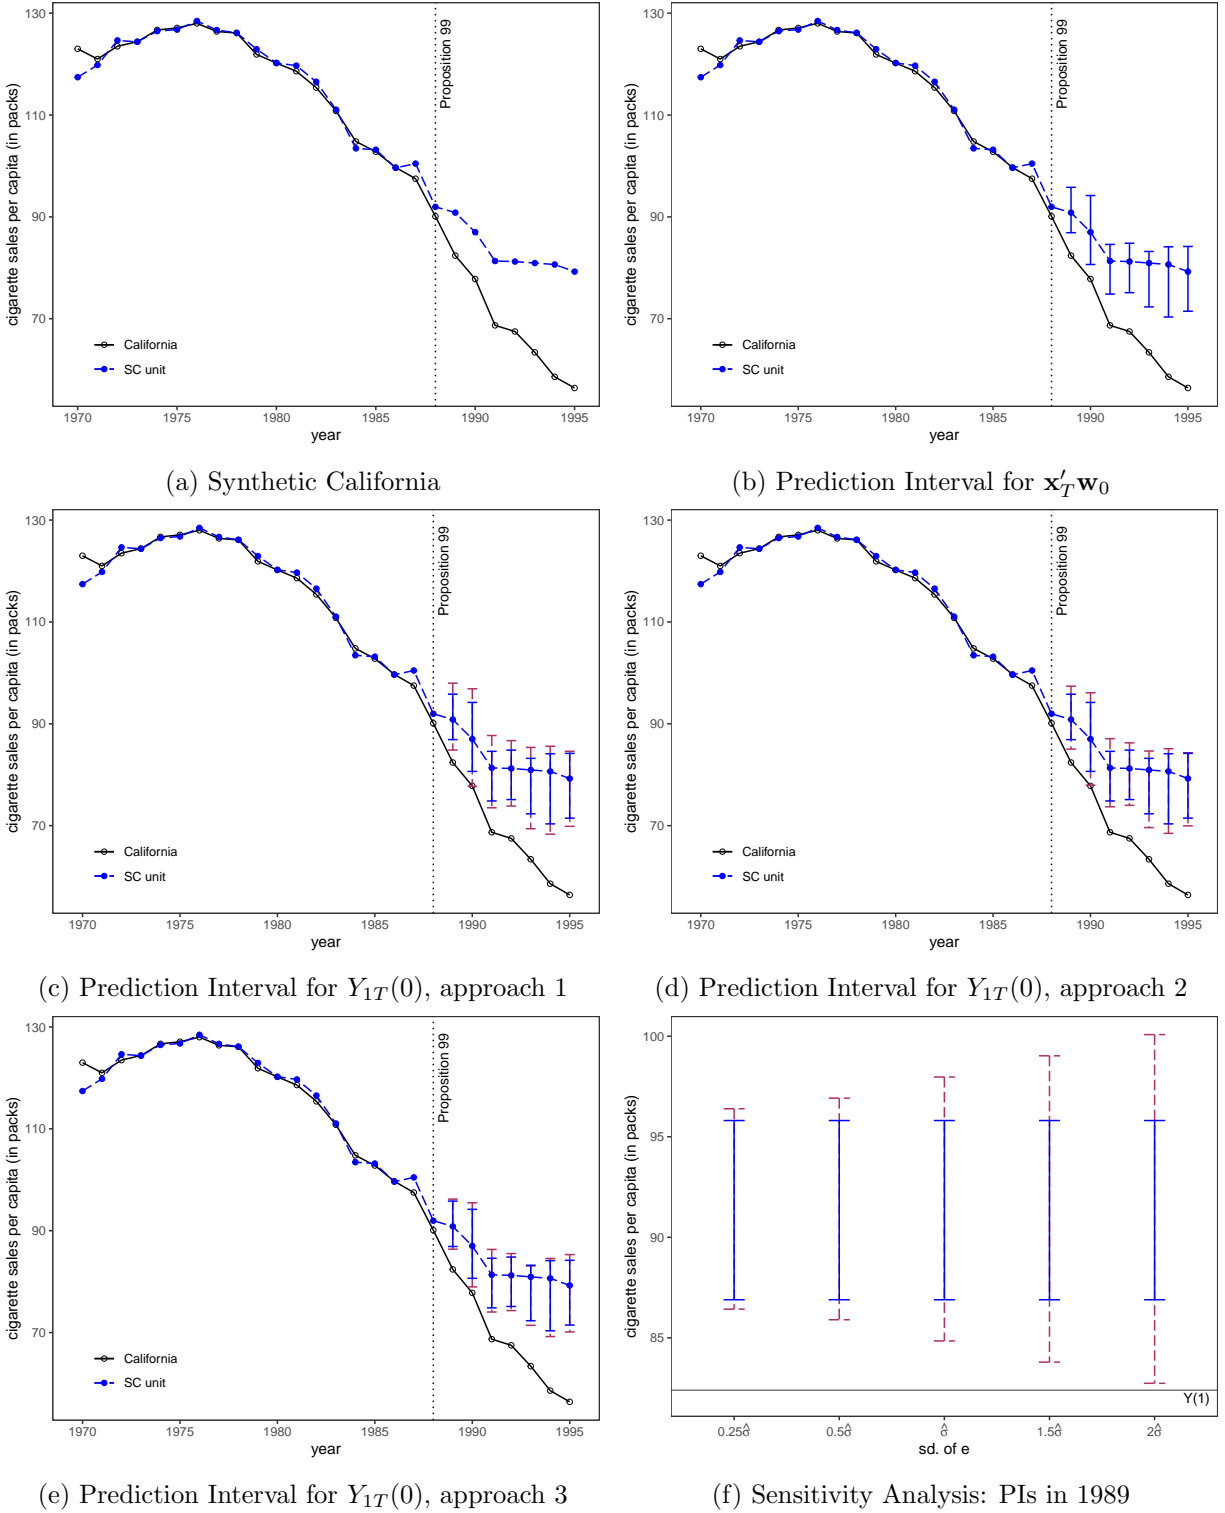 130
110
90
70
cigarette sales per capita (in packs)
Proposition 99
California
SC unit
1970 1975 1980 1985 1990 1995
year
(a) Synthetic California
130
110
90
70
cigarette sales per capita (in packs)
Proposition 99
California
SC unit
1970 1975 1980 1985 1990 1995
year
(b) Prediction Interval for x′_T w_0
130
110
90
70
cigarette sales per capita (in packs)
Proposition 99
California
SC unit
1970 1975 1980 1985 1990 1995
year
(c) Prediction Interval for Y_{1T}(0), approach 1
130
110
90
70
cigarette sales per capita (in packs)
Proposition 99
California
SC unit
1970 1975 1980 1985 1990 1995
year
(d) Prediction Interval for Y_{1T}(0), approach 2
130
110
90
70
cigarette sales per capita (in packs)
Proposition 99
California
SC unit
1970 1975 1980 1985 1990 1995
year
(e) Prediction Interval for Y_{1T}(0), approach 3
100
95
90
85
cigarette sales per capita (in packs)
Y(1)
0.25σ̂ 0.5σ̂ σ̂ 1.5σ̂ 2σ̂
sd. of e
(f) Sensitivity Analysis: PIs in 1989